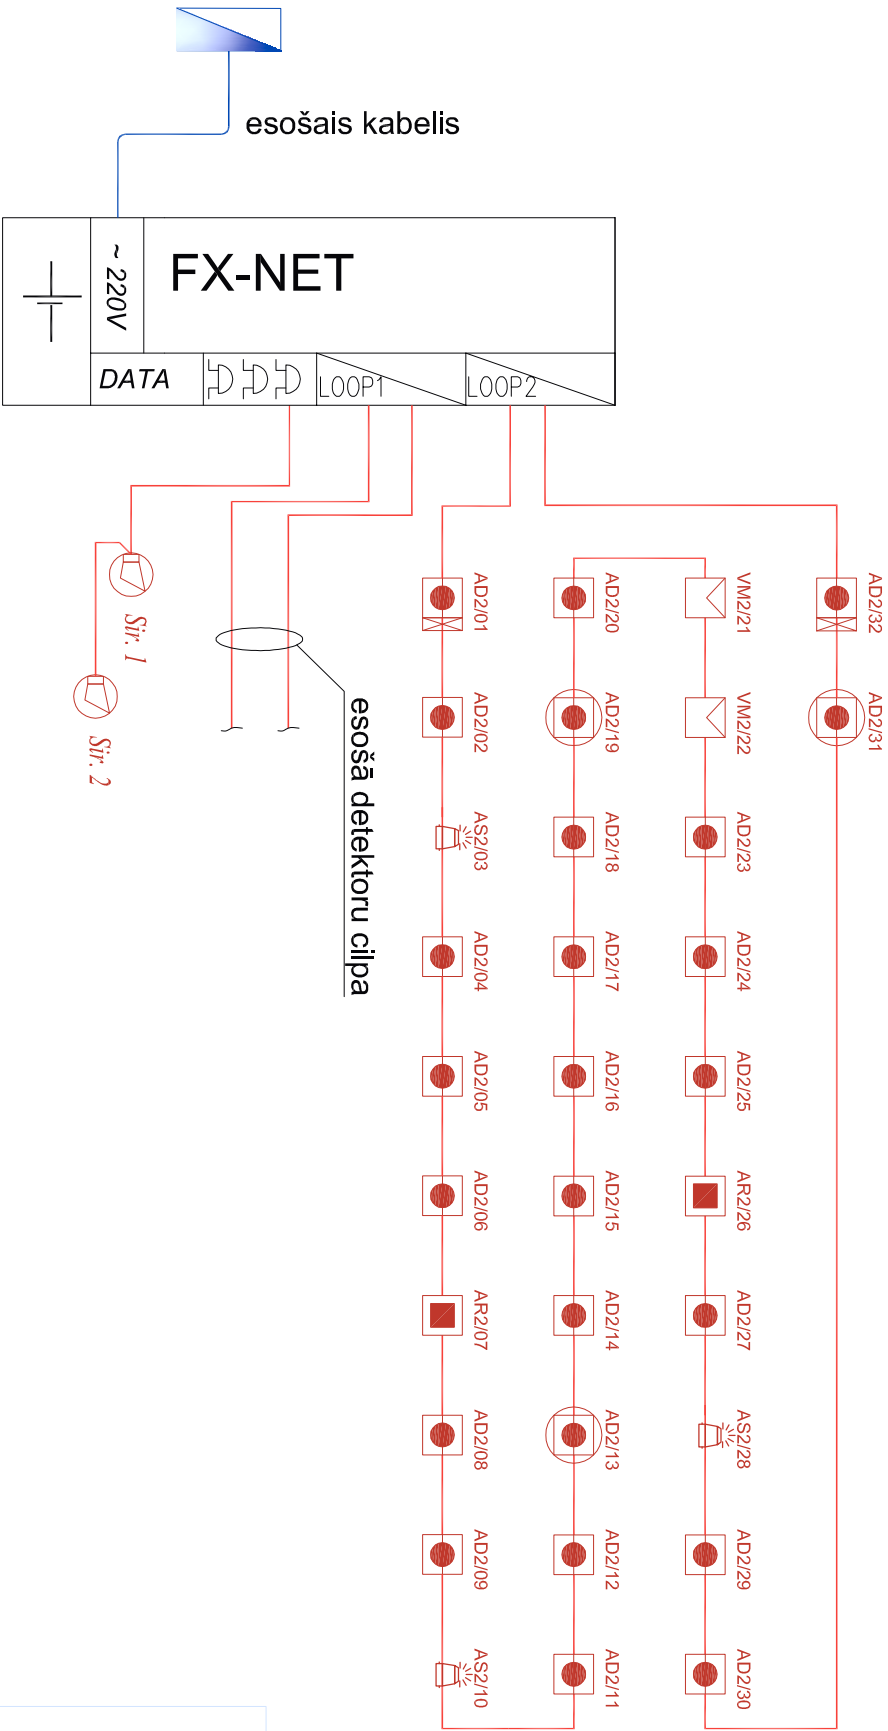 esošais kabelis
FX-NET
~ 220V
DATA
LOOP1
LOOP2
Sir. 1
Sir. 2
esošā detektoru cilpa
AD2/01
AD2/02
AS2/03
AD2/04
AD2/05
AD2/06
AR2/07
AD2/08
AD2/09
AS2/10
AD2/20
AD2/19
AD2/18
AD2/17
AD2/16
AD2/15
AD2/14
AD2/13
AD2/12
AD2/11
VM2/21
VM2/22
AD2/23
AD2/24
AD2/25
AR2/26
AD2/27
AS2/28
AD2/29
AD2/30
AD2/32
AD2/31